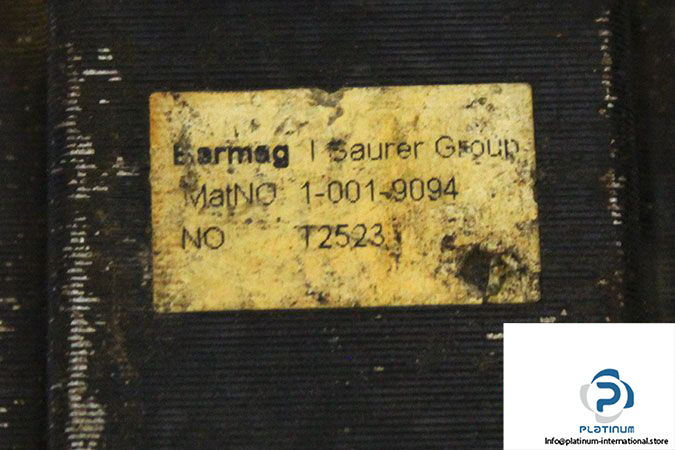 Barmag | Saurer Group
MatNO 1-001-9094
NO T2523
PLATINUM
Info@platinum-international.store